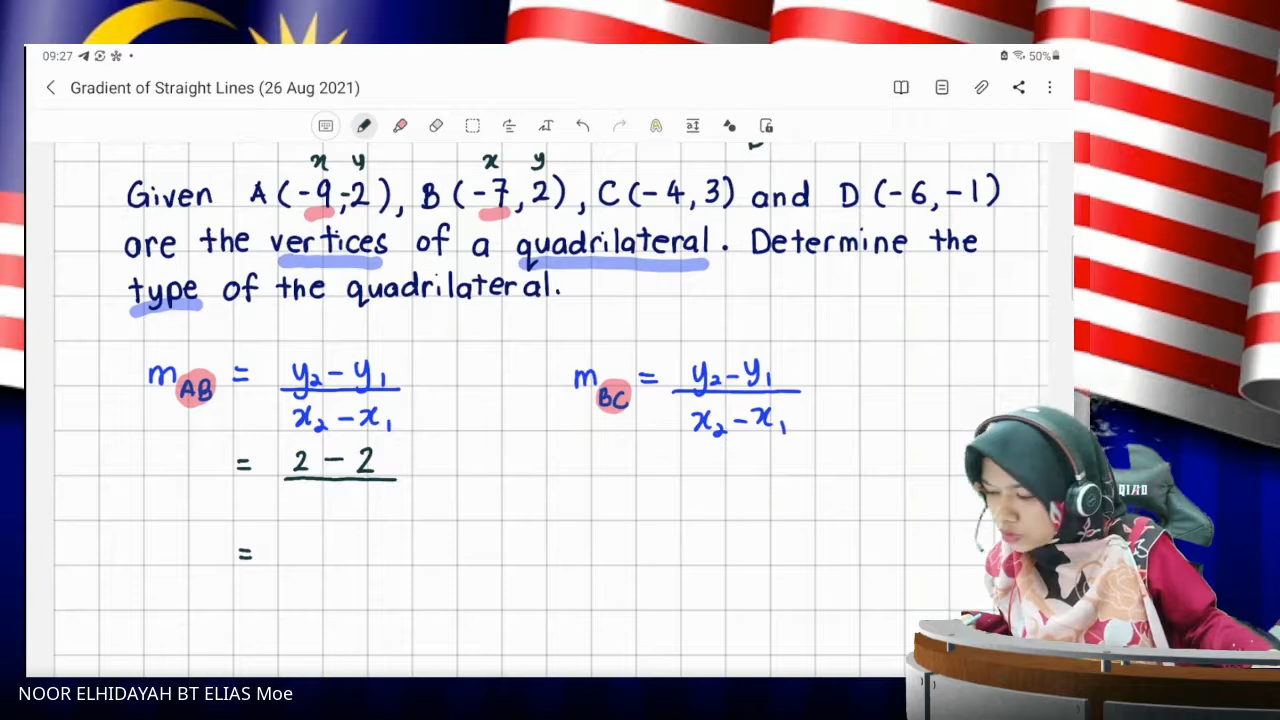 09:27
50%
Gradient of Straight Lines (26 Aug 2021)
x y x y
Given A (-9,-2), B (-7,2), C (-4,3) and D (-6,-1)
are the vertices of a quadrilateral. Determine the
type of the quadrilateral.
m_AB = y₂ - y₁ / x₂ - x₁
m_BC = y₂ - y₁ / x₂ - x₁
= 2 - 2
=
NOOR ELHIDAYAH BT ELIAS Moe